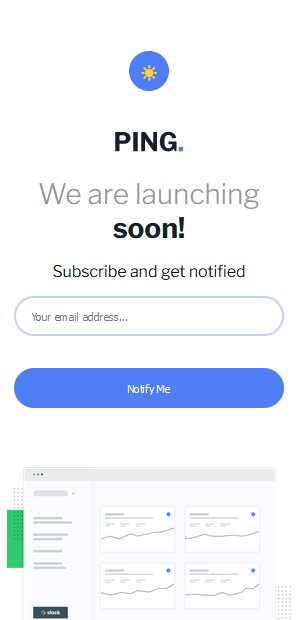 PING.
We are launching
soon!
Subscribe and get notified
Your email address...
Notify Me
slack